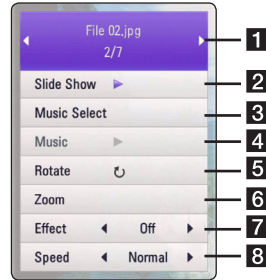 File 02.jpg
2/7
1
Slide Show
2
Music Select
3
Music
4
Rotate
5
Zoom
6
Effect Off
7
Speed Normal
8